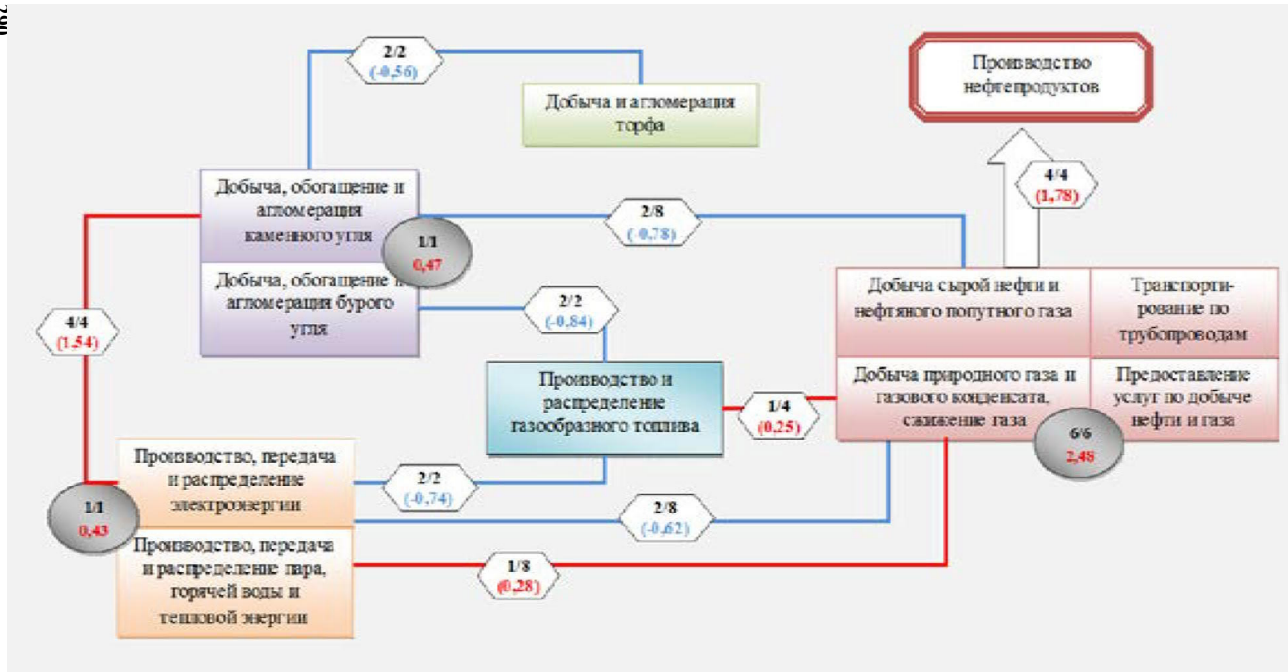 2/2
(-0,56)
Производство
нефтепродуктов
Добыча и агломерация
торфа
4/4
(1,78)
Добыча, обогащение и
агломерация
каменного угля
1/1
0,47
2/8
(-0,78)
Добыча, обогащение и
агломерация бурого
угля
Добыча сырой нефти и
нефтяного попутного газа
Транспорти-
рование по
трубопроводам
2/2
(-0,84)
4/4
(1,54)
Производство и
распределение
газообразного топлива
1/4
(0,25)
Добыча природного газа и
газового конденсата,
сжижение газа
Предоставление
услуг по добыче
нефти и газа
6/6
2,48
Производство, передача
и распределение
электроэнергии
2/2
(-0,74)
1/1
0,43
2/8
(-0,62)
Производство, передача
и распределение пара,
горячей воды и
тепловой энергии
1/8
(0,28)